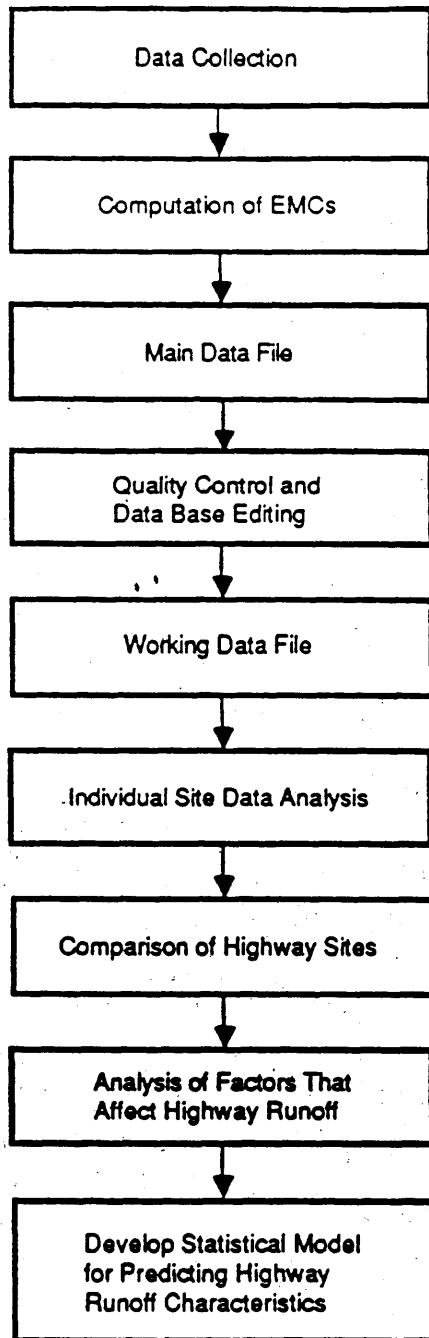 Data Collection
Computation of EMCs
Main Data File
Quality Control and
Data Base Editing
Working Data File
Individual Site Data Analysis
Comparison of Highway Sites
Analysis of Factors That
Affect Highway Runoff
Develop Statistical Model
for Predicting Highway
Runoff Characteristics